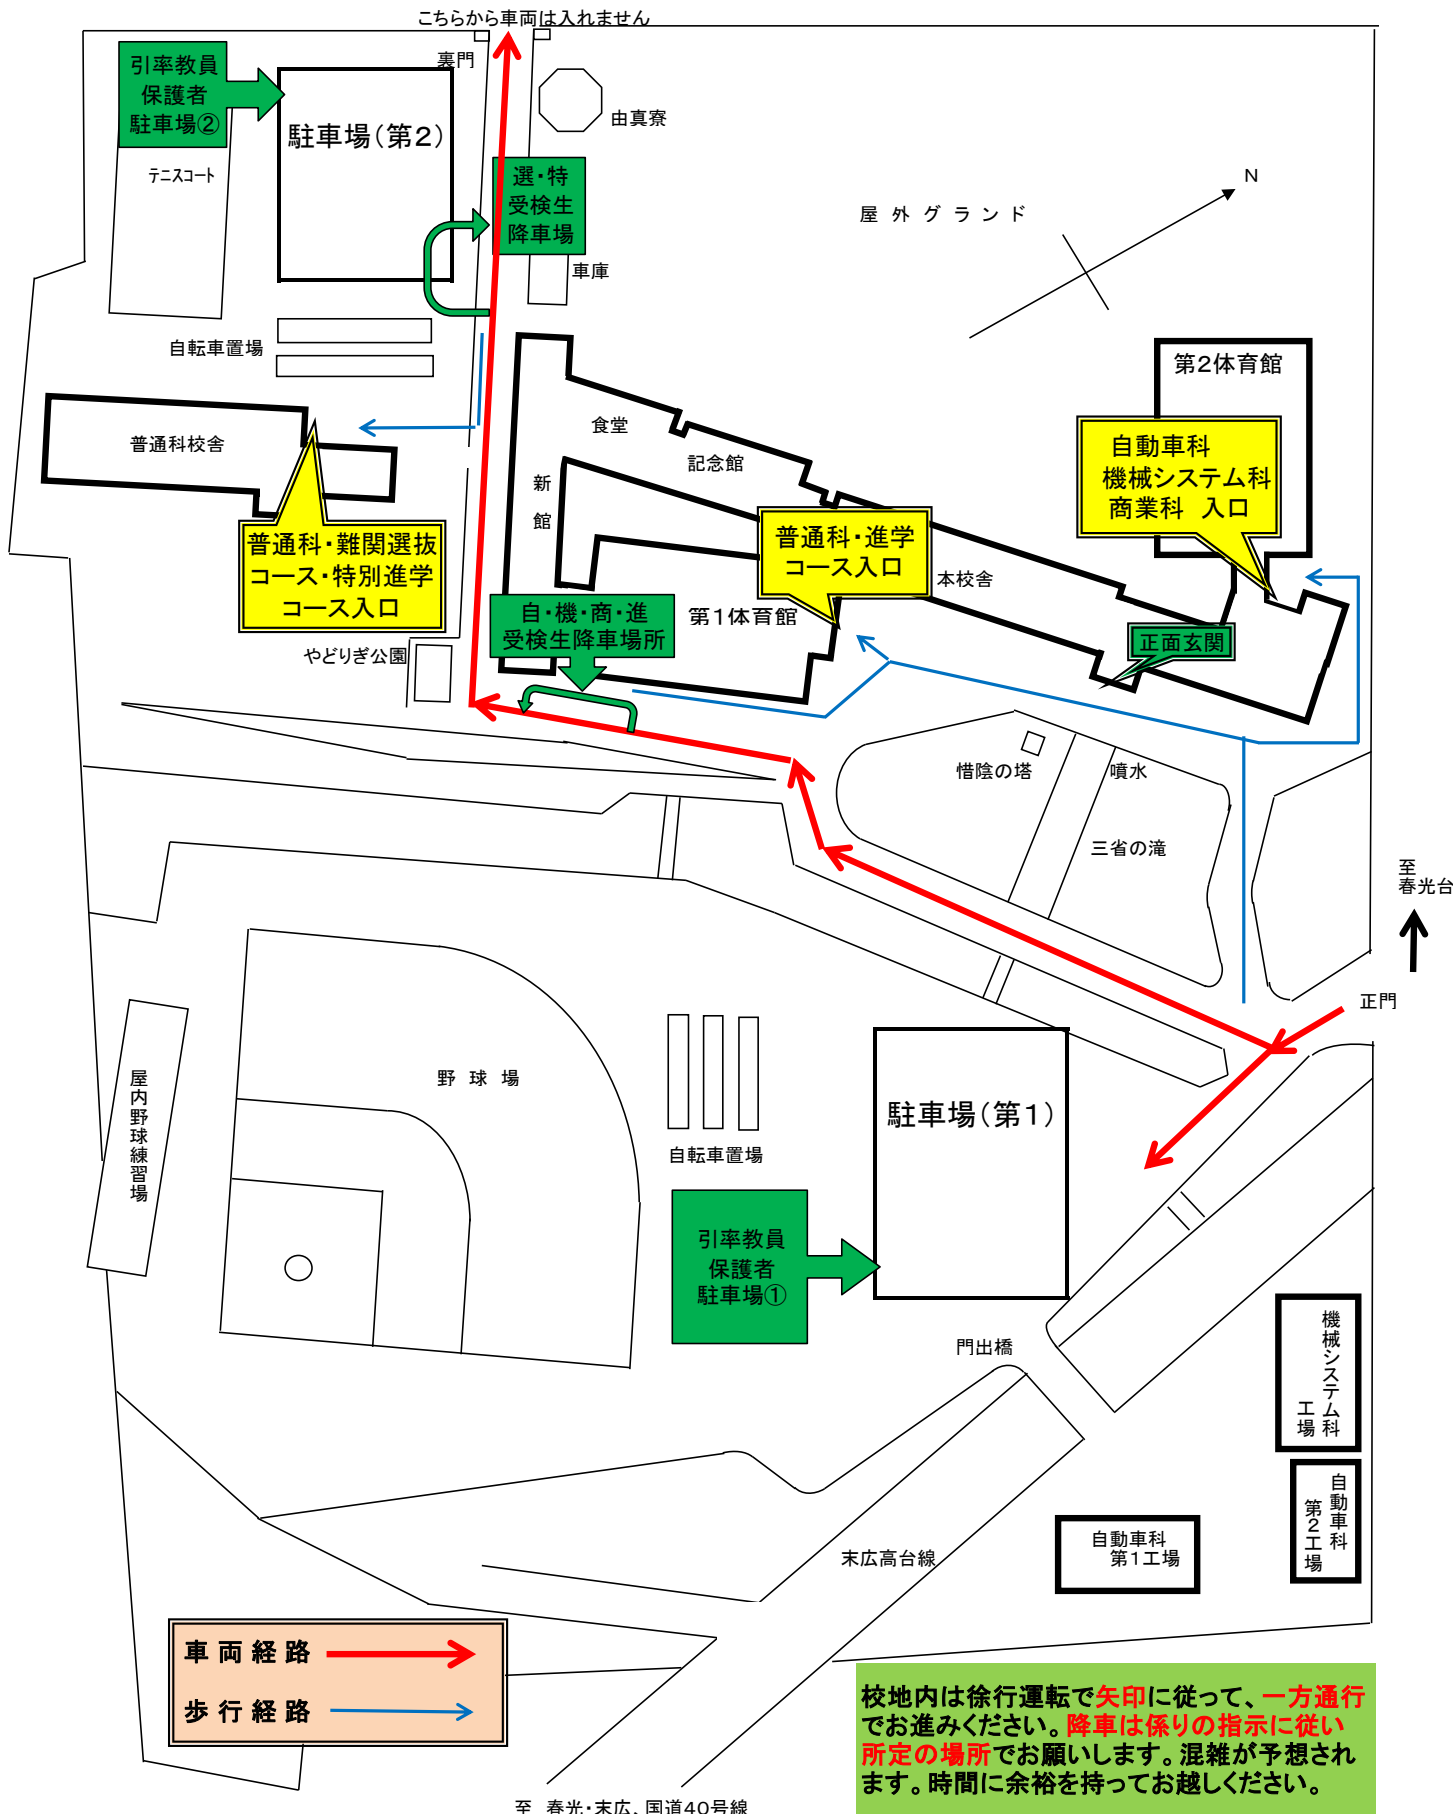 こちらから車両は入れません
裏門
引率教員
保護者
駐車場②
駐車場(第2)
由真寮
テニスコート
選・特
受検生
降車場
N
屋外グランド
車庫
自転車置場
第2体育館
普通科校舎
食堂
記念館
新館
自動車科
機械システム科
商業科 入口
普通科・難関選抜
コース・特別進学
コース入口
普通科・進学
コース入口
本校舎
自・機・商・進
受検生降車場所
第1体育館
正面玄関
やどりぎ公園
惜陰の塔
噴水
三省の滝
至
春光台
正門
野球場
屋内野球練習場
自転車置場
駐車場(第1)
引率教員
保護者
駐車場①
門出橋
機械システム科
工場
自動車科
第2工場
自動車科
第1工場
末広高台線
車両経路
歩行経路
校地内は徐行運転で矢印に従って、一方通行
でお進みください。降車は係りの指示に従い
所定の場所でお願いします。混雑が予想され
ます。時間に余裕を持ってお越しください。
至 春光・末広、国道40号線